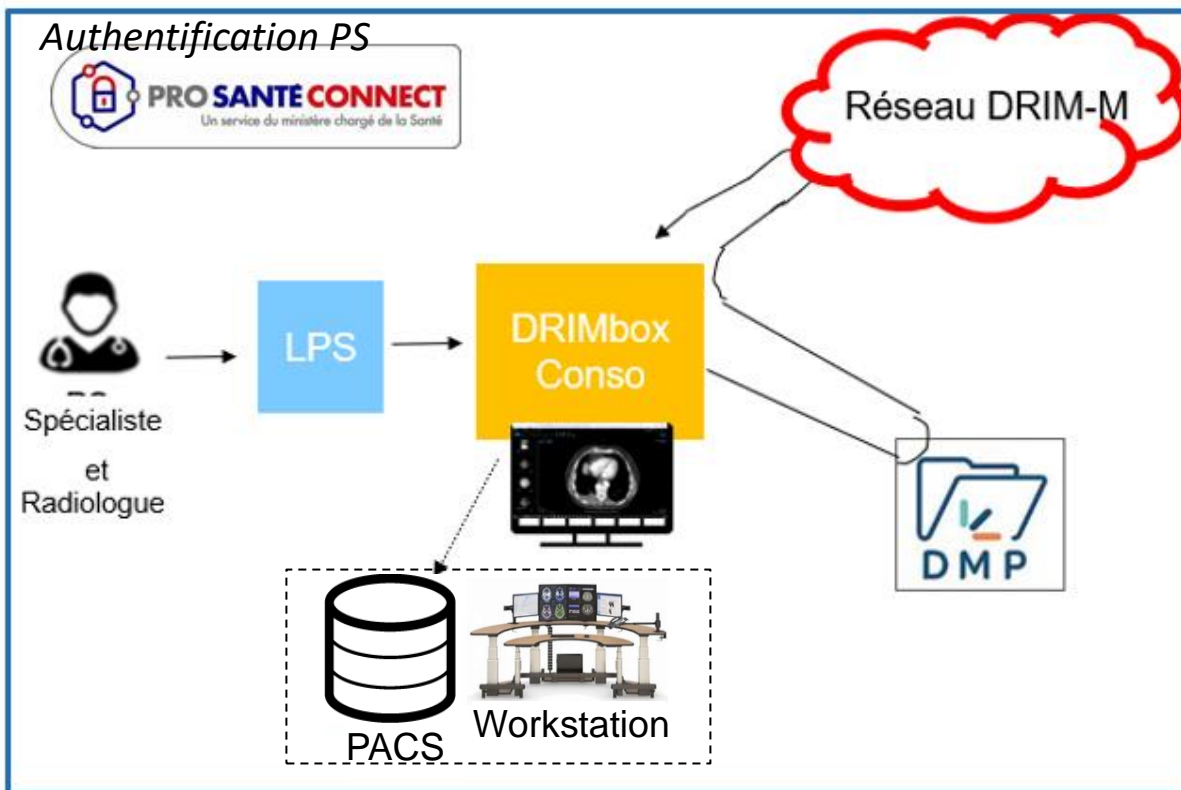 Authentification PS
PRO SANTÉ CONNECT
Un service du ministère chargé de la Santé
Réseau DRIM-M
LPS
DRIMbox
Conso
Spécialiste
et
Radiologue
DMP
PACS
Workstation